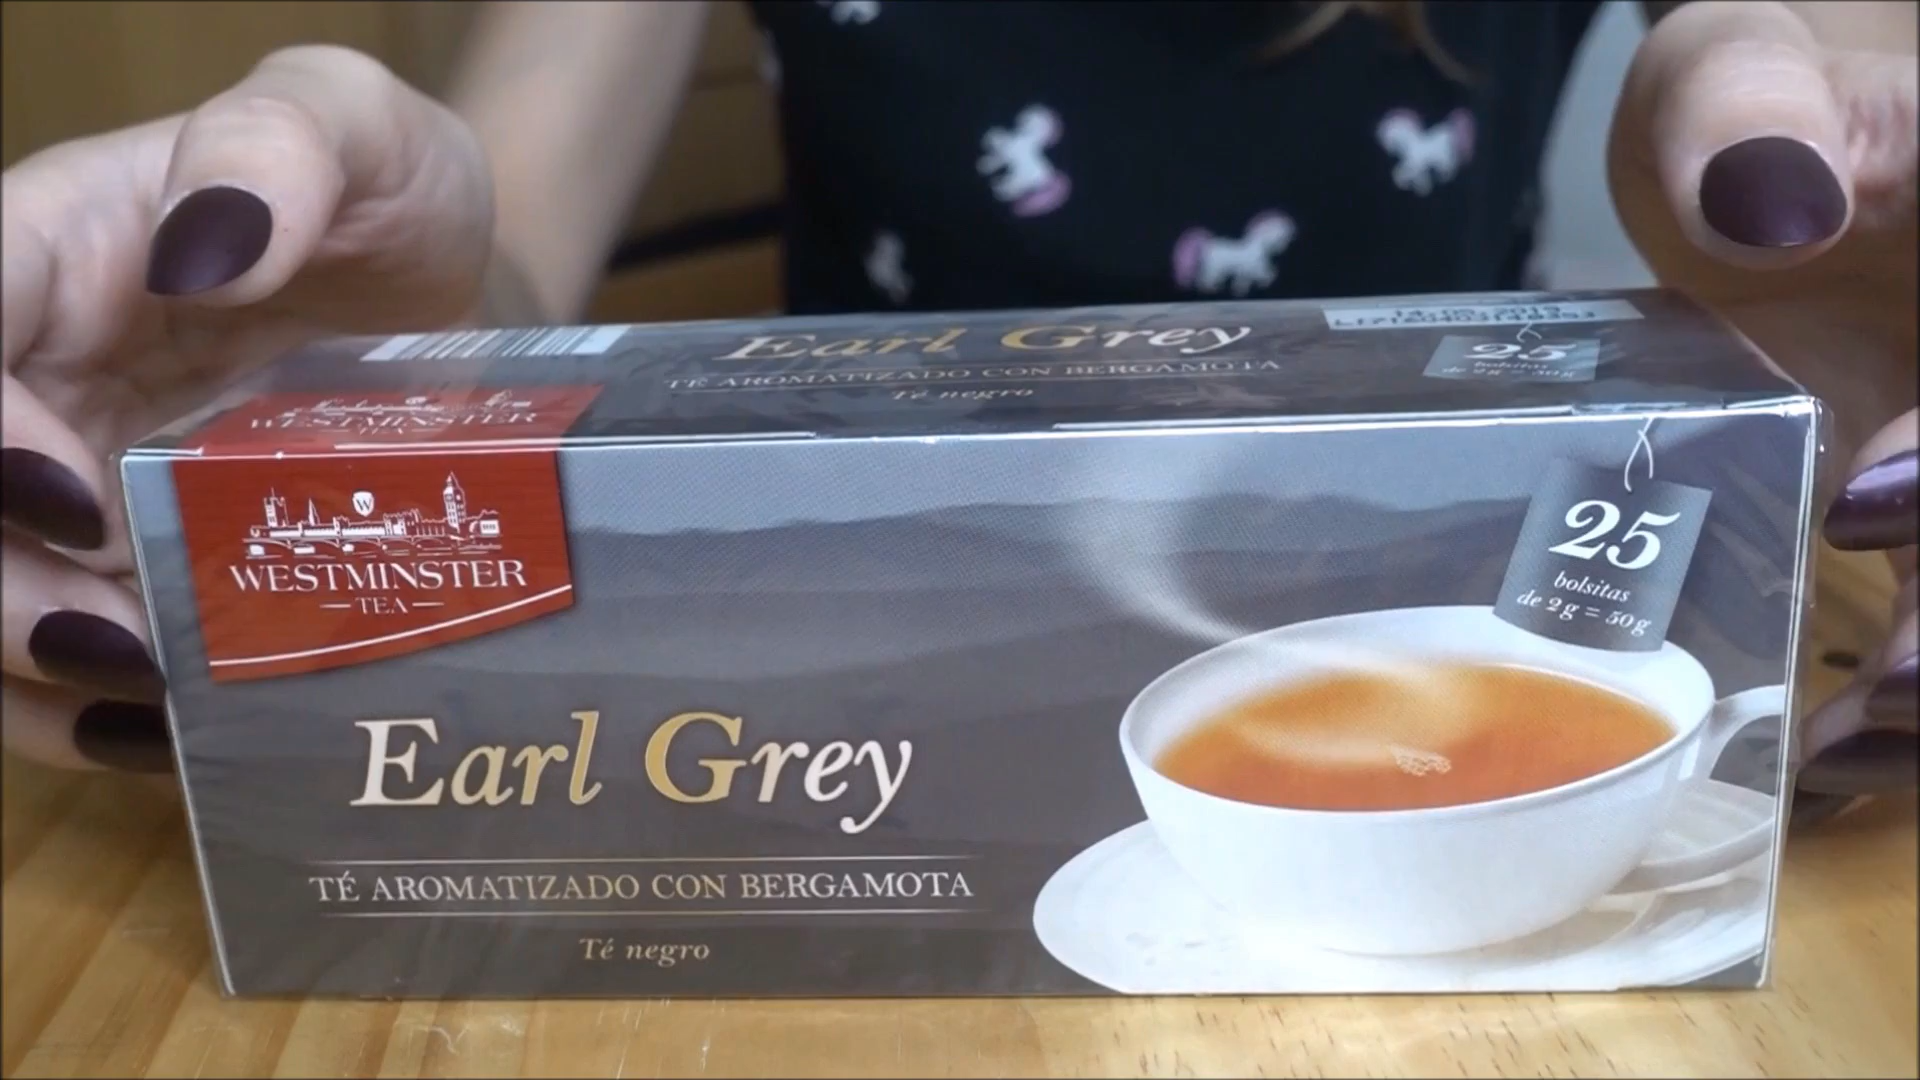 Earl Grey
TÉ AROMATIZADO CON BERGAMOTA
Té negro
25
WESTMINSTER
TEA
W
WESTMINSTER
TEA
25
bolsitas
de 2 g = 50 g
Earl Grey
TÉ AROMATIZADO CON BERGAMOTA
Té negro